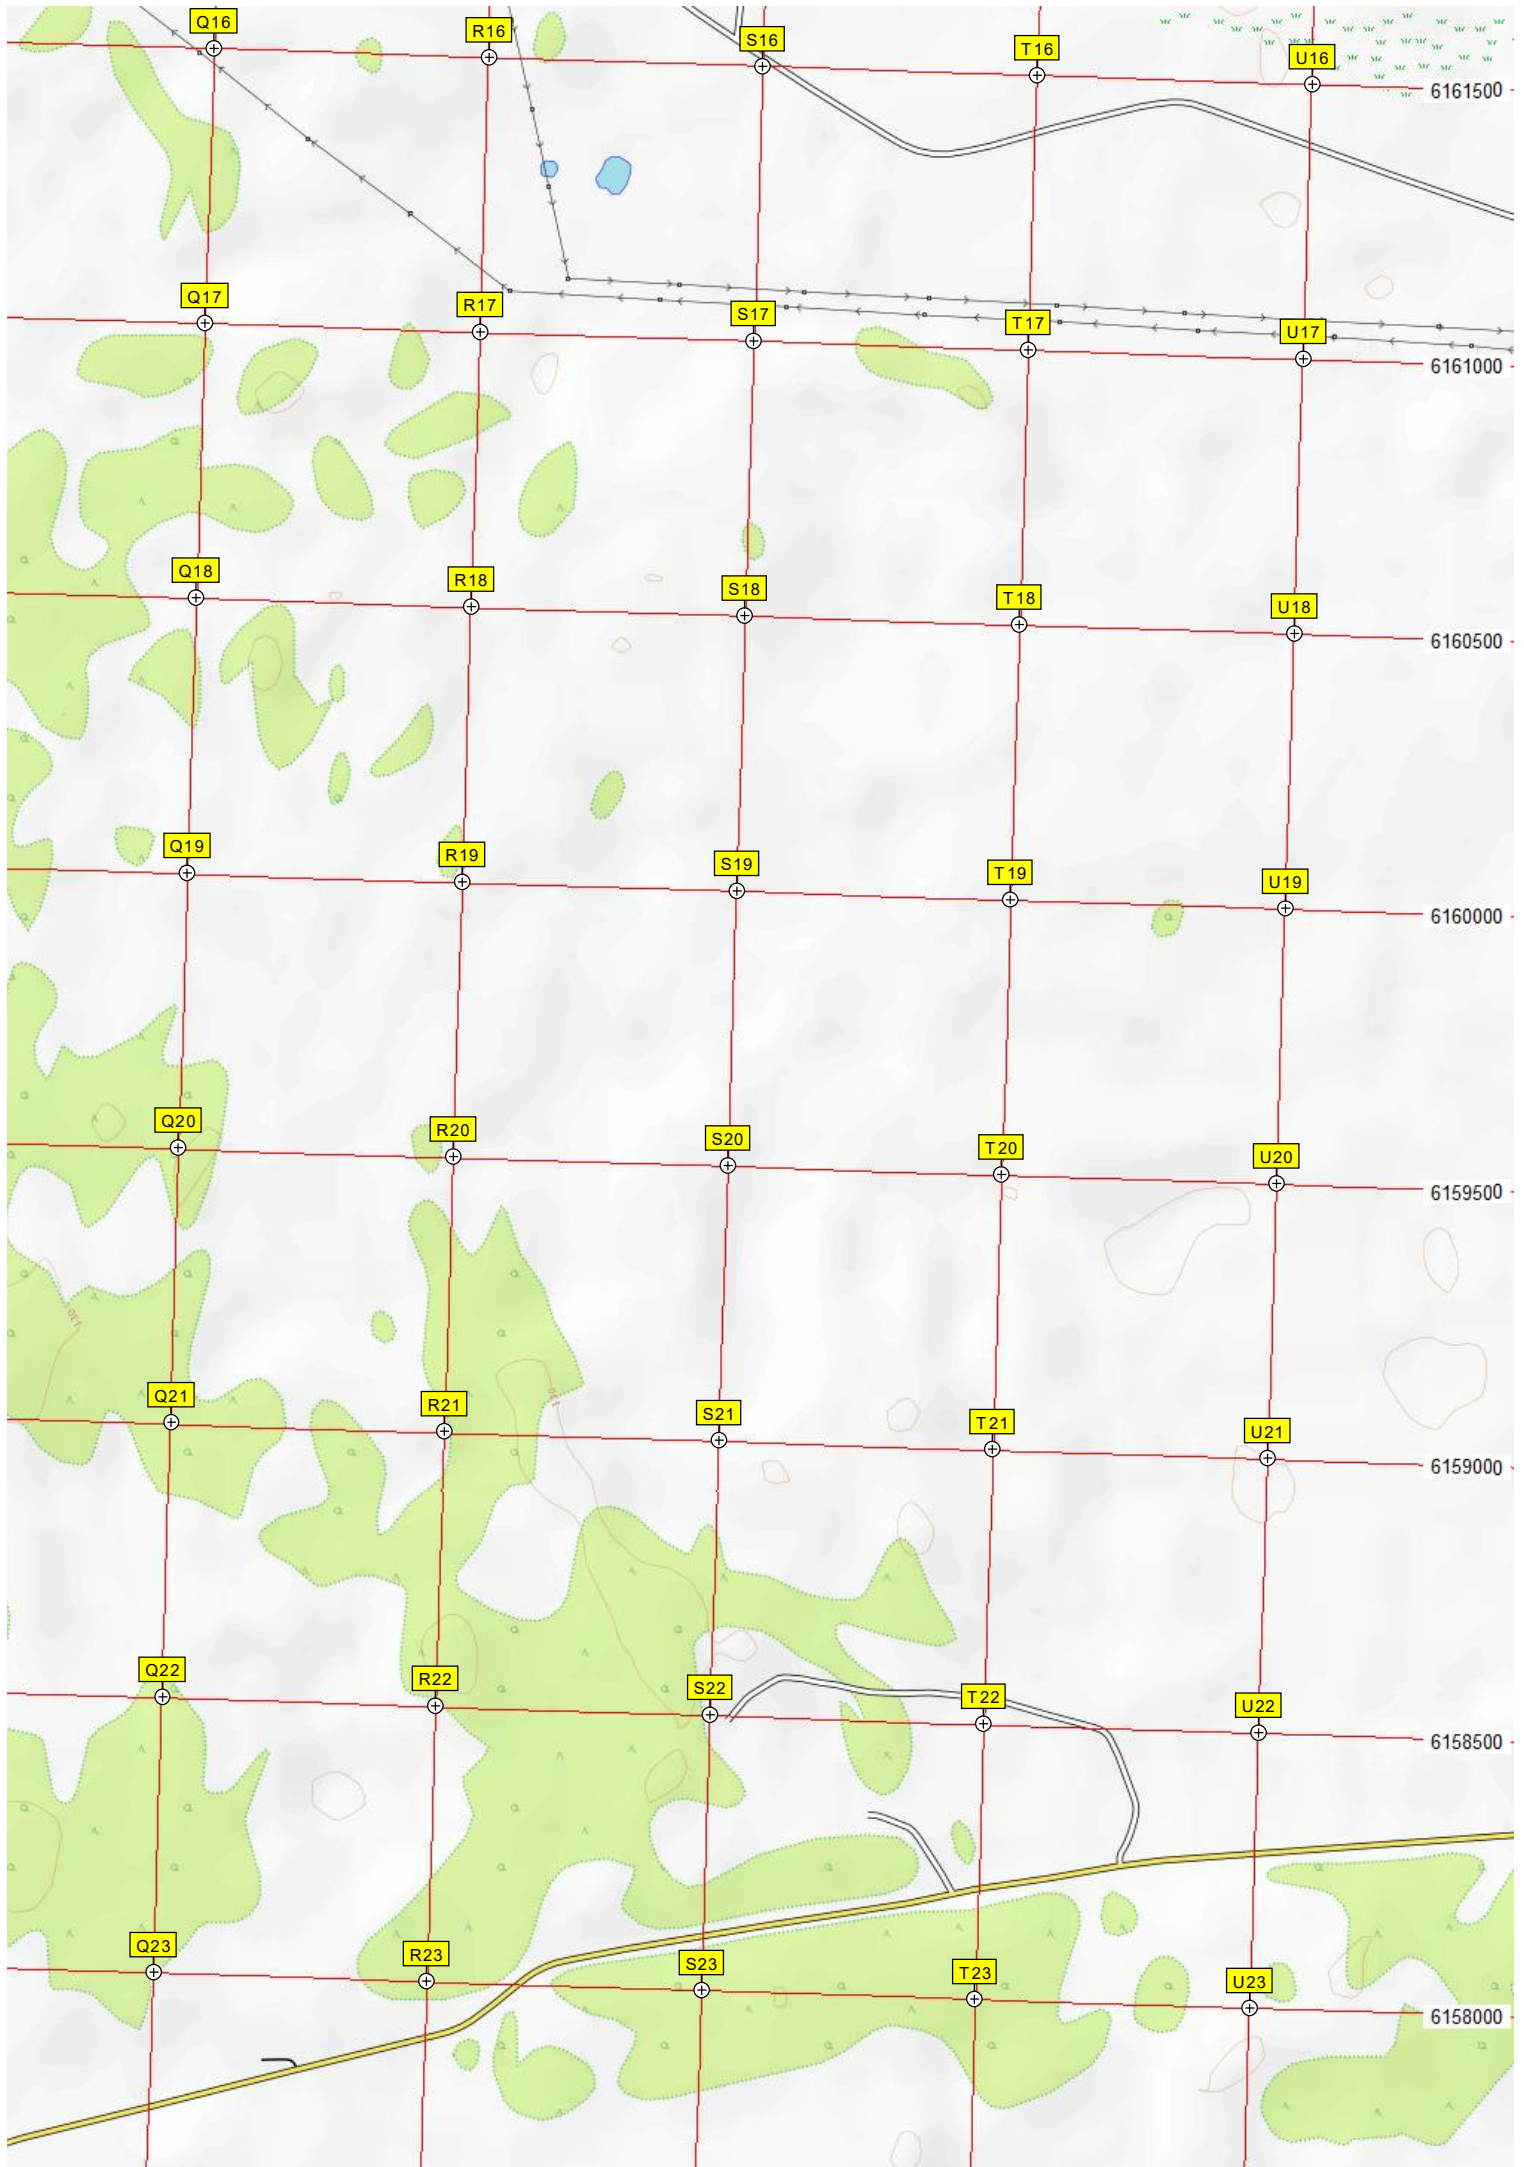 Q16 R16 S16 T16 U16
6161500
Q17 R17 S17 T17 U17
6161000
Q18 R18 S18 T18 U18
6160500
Q19 R19 S19 T19 U19
6160000
Q20 R20 S20 T20 U20
6159500
130
Q21 R21 S21 T21 U21
130
6159000
Q22 R22 S22 T22 U22
6158500
Q23 R23 S23 T23 U23
6158000